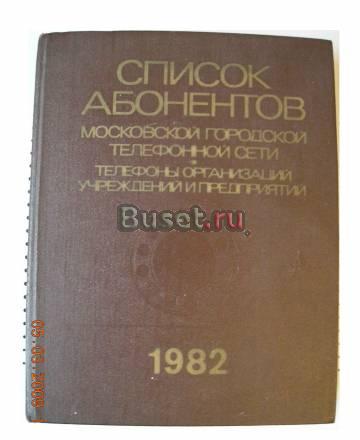 СПИСОК
АБОНЕНТОВ
МОСКОВСКОЙ ГОРОДСКОЙ
ТЕЛЕФОННОЙ СЕТИ
•
ТЕЛЕФОНЫ ОРГАНИЗАЦИЙ
УЧРЕЖДЕНИЙ И ПРЕДПРИЯТИЙ
Buset.ru
1982